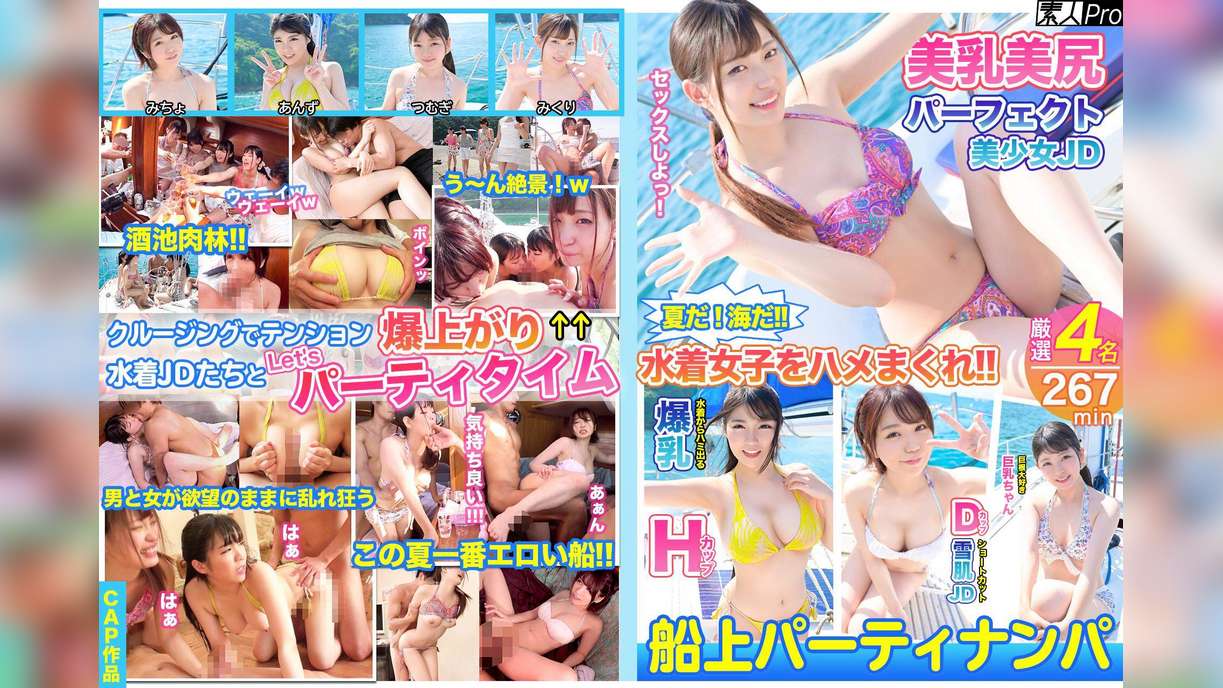 みちょ
あんず
つむぎ
みくり
ウェーイw
ウェーイw
酒池肉林!!
う～ん絶景！w
ボインッ
クルージングでテンション
爆上がり↑↑
水着JDたちと
Let's
パーティタイム
気持ち良い!!!
あぁん
男と女が欲望のままに乱れ狂う
はぁ
はぁ
この夏一番エロい船!!
CAP作品
素人Pro
美乳美尻
パーフェクト
美少女JD
セックスしよっ！
夏だ！海だ!!
水着女子をハメまくれ!!
厳選4名
267
min
水着からハミ出る
爆乳
Hカップ
Dカップ
ショートカット
雪肌JD
巨根大好き
巨乳ちゃん
船上パーティナンパ